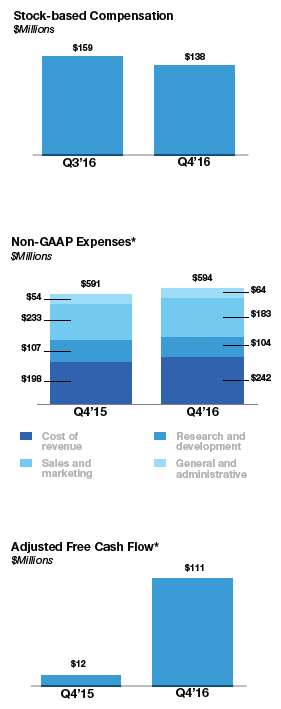 Stock-based Compensation
$Millions
$159
$138
Q3'16 Q4'16
Non-GAAP Expenses*
$Millions
$591 $594
$54 $64
$233 $183
$107 $104
$198 $242
Q4'15 Q4'16
Cost of
revenue
Research and
development
Sales and
marketing
General and
administrative
Adjusted Free Cash Flow*
$Millions
$111
$12
Q4'15 Q4'16